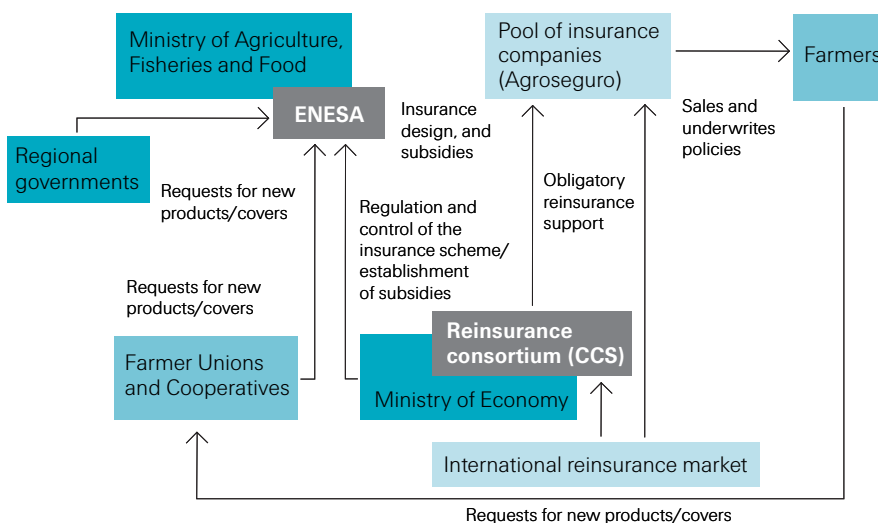 Ministry of Agriculture,
Fisheries and Food
ENESA
Insurance
design, and
subsidies
Pool of insurance
companies
(Agroseguro)
Farmers
Sales and
underwrites
policies
Regional
governments
Requests for new
products/covers
Obligatory
reinsurance
support
Regulation and
control of the
insurance scheme/
establishment
of subsidies
Requests for new
products/covers
Farmer Unions
and Cooperatives
Reinsurance
consortium (CCS)
Ministry of Economy
International reinsurance market
Requests for new products/covers